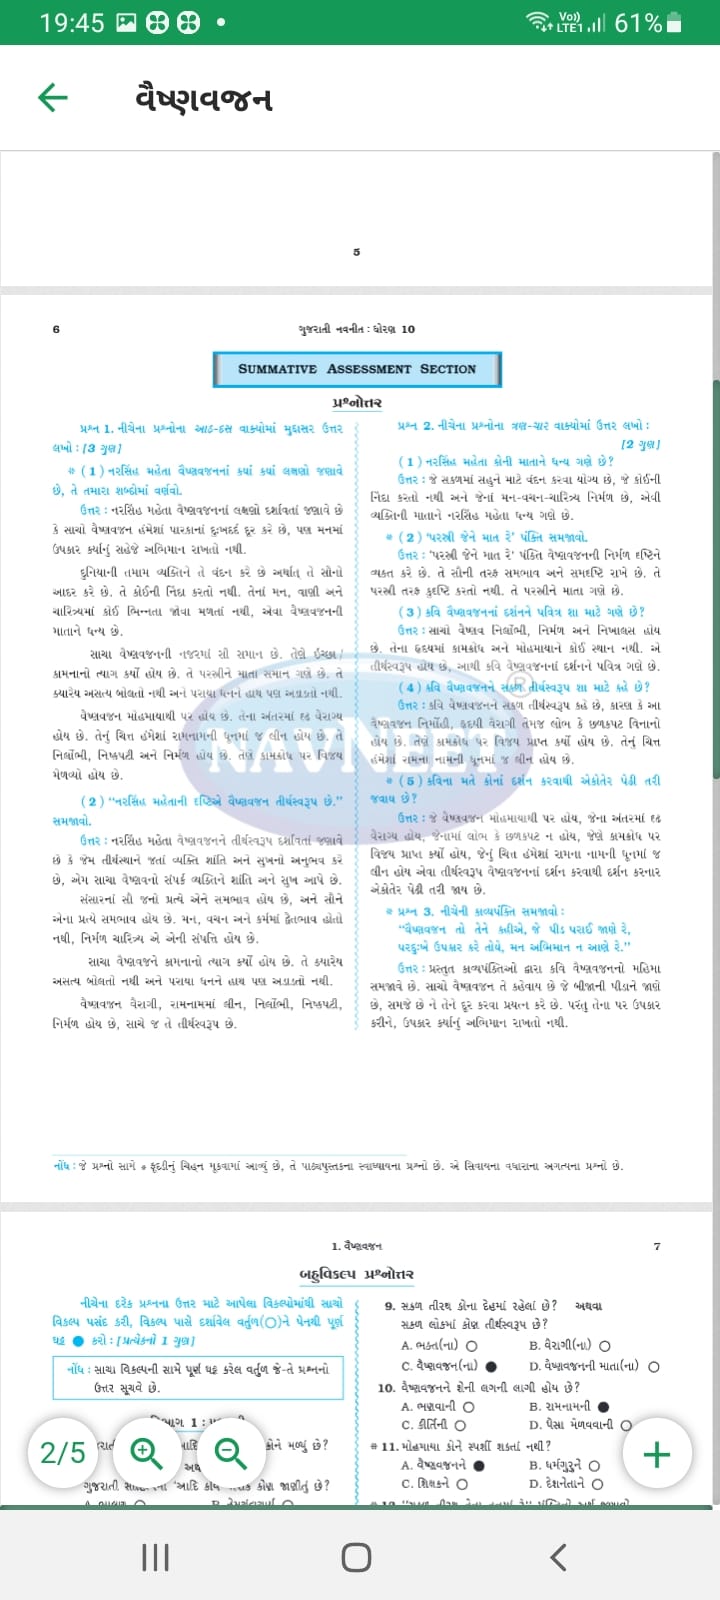 19:45
Vo)) LTE1 61%
વૈષ્ણવજન
5
6
ગુજરાતી નવનીત : ધોરણ 10
SUMMATIVE ASSESSMENT SECTION
પ્રશ્નોત્તર
પ્રશ્ન 1. નીચેના પ્રશ્નોના આઠ-દસ વાક્યોમાં મુદ્દાસર ઉત્તર
લખો : [3 ગુણ]
* (1) નરસિંહ મહેતા વૈષ્ણવજનનાં કયાં કયાં લક્ષણો જણાવે
છે, તે તમારા શબ્દોમાં વર્ણવો.
ઉત્તર : નરસિંહ મહેતા વૈષ્ણવજનનાં લક્ષણો દર્શાવતાં જણાવે છે
કે સાચો વૈષ્ણવજન હંમેશાં પારકાનાં દુઃખદર્દ દૂર કરે છે, પણ મનમાં
ઉપકાર કર્યાનું સહેજે અભિમાન રાખતો નથી.
દુનિયાની તમામ વ્યક્તિને તે વંદન કરે છે અર્થાત્ તે સૌનો
આદર કરે છે. તે કોઈની નિંદા કરતો નથી. તેનાં મન, વાણી અને
ચારિત્ર્યમાં કોઈ ભિન્નતા જોવા મળતાં નથી, એવા વૈષ્ણવજનની
માતાને ધન્ય છે.
સાચા વૈષ્ણવજનની નજરમાં સૌ સમાન છે. તેણે ઇચ્છા/
કામનાનો ત્યાગ કર્યો હોય છે. તે પરસ્ત્રીને માતા સમાન ગણે છે. તે
ક્યારેય અસત્ય બોલતો નથી અને પરાયા ધનને હાથ પણ અડાડતો નથી.
વૈષ્ણવજન મોહમાયાથી પર હોય છે. તેના અંતરમાં દૃઢ વૈરાગ્ય
હોય છે. તેનું ચિત્ત હંમેશાં રામનામની ધૂનમાં જ લીન હોય છે. તે
નિર્લોભી, નિષ્કપટી અને નિર્મળ હોય છે. તેણે કામક્રોધ પર વિજય
મેળવ્યો હોય છે.
(2) "નરસિંહ મહેતાની દૃષ્ટિએ વૈષ્ણવજન તીર્થસ્વરૂપ છે."
સમજાવો.
ઉત્તર : નરસિંહ મહેતા વૈષ્ણવજનને તીર્થસ્વરૂપ દર્શાવતાં જણાવે
છે કે જેમ તીર્થસ્થાને જતાં વ્યક્તિ શાંતિ અને સુખનો અનુભવ કરે
છે, એમ સાચા વૈષ્ણવનો સંપર્ક વ્યક્તિને શાંતિ અને સુખ આપે છે.
સંસારનાં સૌ જનો પ્રત્યે એને સમભાવ હોય છે, અને સૌને
એના પ્રત્યે સમભાવ હોય છે. મન, વચન અને કર્મમાં દ્વૈતભાવ હોતો
નથી, નિર્મળ ચારિત્ર્ય એ એની સંપત્તિ હોય છે.
સાચા વૈષ્ણવજને કામનાનો ત્યાગ કર્યો હોય છે. તે ક્યારેય
અસત્ય બોલતો નથી અને પરાયા ધનને હાથ પણ અડાડતો નથી.
વૈષ્ણવજન વૈરાગી, રામનામમાં લીન, નિર્લોભી, નિષ્કપટી,
નિર્મળ હોય છે, સાચે જ તે તીર્થસ્વરૂપ છે.
પ્રશ્ન 2. નીચેના પ્રશ્નોના ત્રણ-ચાર વાક્યોમાં ઉત્તર લખો :
[2 ગુણ]
(1) નરસિંહ મહેતા કોની માતાને ધન્ય ગણે છે?
ઉત્તર : જે સકળમાં સહુને માટે વંદન કરવા યોગ્ય છે, જે કોઈની
નિંદા કરતો નથી અને જેનાં મન-વચન-ચારિત્ર્ય નિર્મળ છે, એવી
વ્યક્તિની માતાને નરસિંહ મહેતા ધન્ય ગણે છે.
* (2) 'પરસ્ત્રી જેને માત રે' પંક્તિ સમજાવો.
ઉત્તર : 'પરસ્ત્રી જેને માત રે' પંક્તિ વૈષ્ણવજનની નિર્મળ દૃષ્ટિને
વ્યક્ત કરે છે. તે સૌની તરફ સમભાવ અને સમદૃષ્ટિ રાખે છે. તે
પરસ્ત્રી તરફ કુદૃષ્ટિ કરતો નથી. તે પરસ્ત્રીને માતા ગણે છે.
(3) કવિ વૈષ્ણવજનનાં દર્શનને પવિત્ર શા માટે ગણે છે?
ઉત્તર : સાચો વૈષ્ણવ નિર્લોભી, નિર્મળ અને નિખાલસ હોય
છે. તેના હૃદયમાં કામક્રોધ અને મોહમાયાને કોઈ સ્થાન નથી. એ
તીર્થસ્વરૂપ હોય છે, આથી કવિ વૈષ્ણવજનનાં દર્શનને પવિત્ર ગણે છે.
(4) કવિ વૈષ્ણવજનને સકળ તીર્થસ્વરૂપ શા માટે કહે છે?
ઉત્તર : કવિ વૈષ્ણવજનને સકળ તીર્થસ્વરૂપ કહે છે, કારણ કે આ
વૈષ્ણવજન નિર્મોહી, હૃદયથી વૈરાગી તેમજ લોભ કે છળકપટ વિનાનો
હોય છે. તેણે કામક્રોધ પર વિજય પ્રાપ્ત કર્યો હોય છે. તેનું ચિત્ત
હંમેશાં રામના નામની ધૂનમાં જ લીન હોય છે.
* (5) કવિના મતે કોનાં દર્શન કરવાથી એકોતેર પેઢી તરી
જવાય છે?
ઉત્તર : જે વૈષ્ણવજન મોહમાયાથી પર હોય, જેના અંતરમાં દૃઢ
વૈરાગ્ય હોય, જેનામાં લોભ કે છળકપટ ન હોય, જેણે કામક્રોધ પર
વિજય પ્રાપ્ત કર્યો હોય, જેનું ચિત્ત હંમેશાં રામના નામની ધૂનમાં જ
લીન હોય એવા તીર્થસ્વરૂપ વૈષ્ણવજનનાં દર્શન કરવાથી દર્શન કરનાર
એકોતેર પેઢી તરી જાય છે.
* પ્રશ્ન 3. નીચેની કાવ્યપંક્તિ સમજાવો :
"વૈષ્ણવજન તો તેને કહીએ, જે પીડ પરાઈ જાણે રે,
પરદુઃખે ઉપકાર કરે તોયે, મન અભિમાન ન આણે રે."
ઉત્તર : પ્રસ્તુત કાવ્યપંક્તિઓ દ્વારા કવિ વૈષ્ણવજનનો મહિમા
સમજાવે છે. સાચો વૈષ્ણવજન તે કહેવાય છે જે બીજાની પીડાને જાણે
છે, સમજે છે ને તેને દૂર કરવા પ્રયત્ન કરે છે. પરંતુ તેના પર ઉપકાર
કરીને, ઉપકાર કર્યાનું અભિમાન રાખતો નથી.
NAVNEET
®
નોંધ : જે પ્રશ્નો સામે * ફૂદડીનું ચિહ્ન મૂકવામાં આવ્યું છે, તે પાઠ્યપુસ્તકના સ્વાધ્યાયના પ્રશ્નો છે. એ સિવાયના વધારાના અગત્યના પ્રશ્નો છે.
1. વૈષ્ણવજન
7
બહુવિકલ્પ પ્રશ્નોત્તર
નીચેના દરેક પ્રશ્નના ઉત્તર માટે આપેલા વિકલ્પોમાંથી સાચો
વિકલ્પ પસંદ કરી, વિકલ્પ પાસે દર્શાવેલ વર્તુળ(○)ને પેનથી પૂર્ણ
ઘટ્ટ ● કરો : [પ્રત્યેકનો 1 ગુણ]
નોંધ : સાચા વિકલ્પની સામે પૂર્ણ ઘટ્ટ કરેલ વર્તુળ જે-તે પ્રશ્નનો
ઉત્તર સૂચવે છે.
કોને મળ્યું છે?
ગુજરાતી 'આદિ કોણ જાણીતું છે?
9. સકળ તીરથ કોના દેહમાં રહેલાં છે? અથવા
સકળ લોકમાં કોણ તીર્થસ્વરૂપ છે?
A. ભક્ત(ના) ○ B. વૈરાગી(ના) ○
C. વૈષ્ણવજન(ના) ● D. વૈષ્ણવજનની માતા(ના) ○
10. વૈષ્ણવજનને શેની લગની લાગી હોય છે?
A. ભણવાની ○ B. રામનામની ●
C. કીર્તિની ○ D. પૈસા મેળવવાની ○
* 11. મોહમાયા કોને સ્પર્શી શકતાં નથી?
A. વૈષ્ણવજનને ● B. ધર્મગુરુને ○
C. શિક્ષકને ○ D. દેશનેતાને ○
2/5